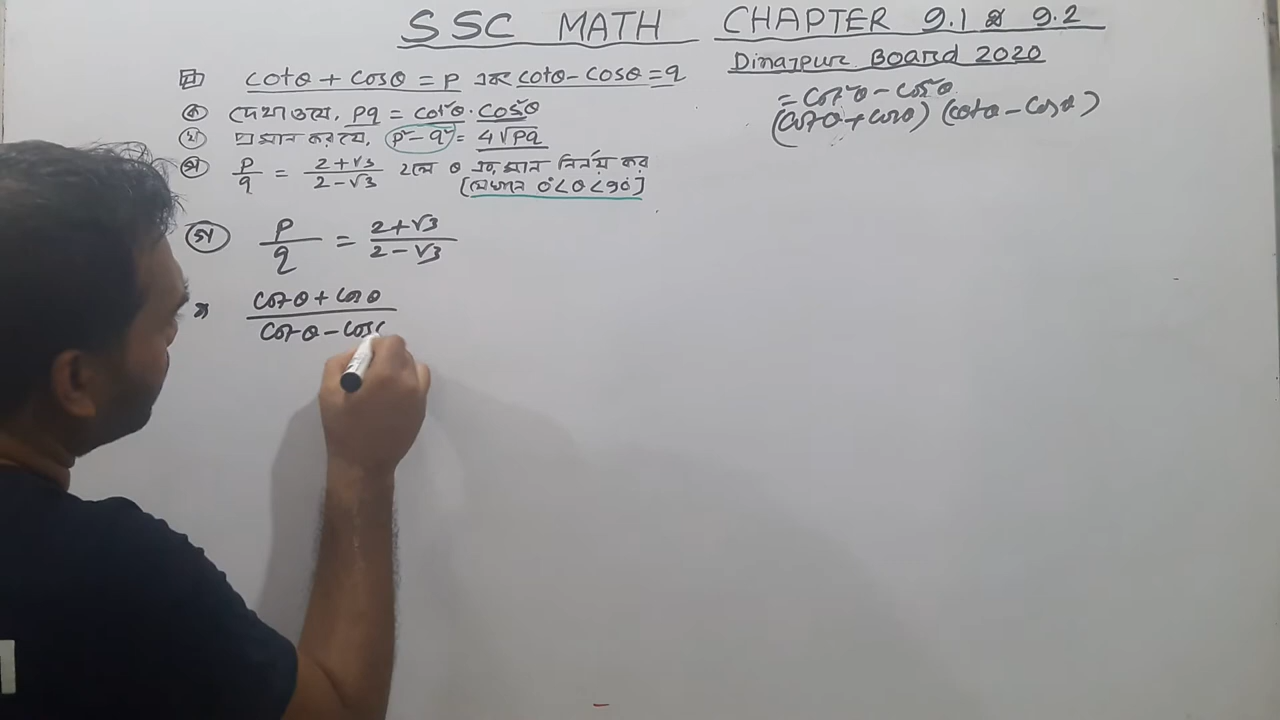 SSC MATH CHAPTER 9.1 ও 9.2
Dinajpur Board 2020
cotθ + cosθ = p এবং cotθ - cosθ = q
= cot²θ - cos²θ
(cotθ + cosθ) (cotθ - cosθ)
ক দেখাও যে, pq = cot²θ . cos²θ
খ প্রমান কর যে, p² - q² = 4√pq
গ p/q = 2+√3/2-√3 হলে θ এর মান নির্নয় কর
[যেখানে 0°<θ<90°]
গ p/q = 2+√3/2-√3
cotθ + cosθ
cotθ - cos